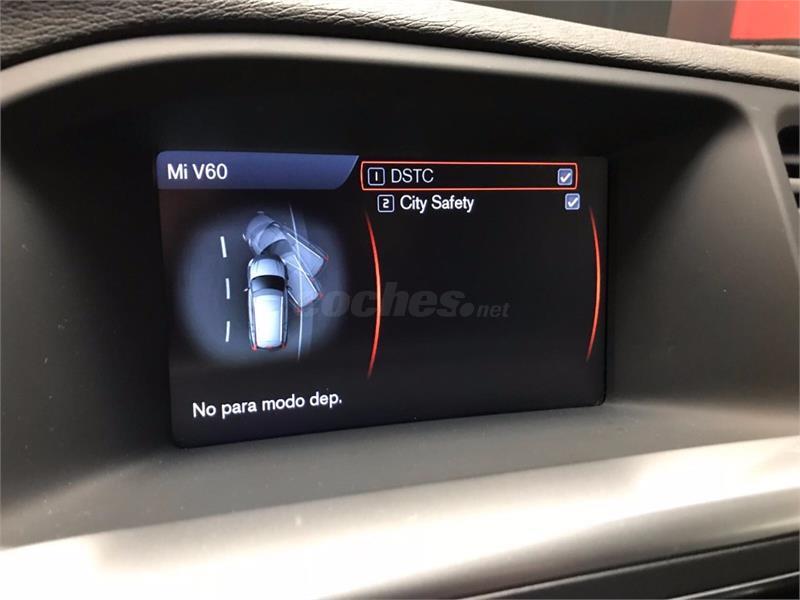 Mi V60
1 DSTC
2 City Safety
coches.net
No para modo dep.